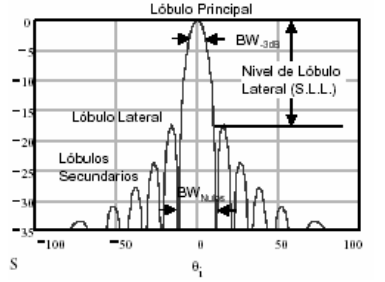 Lóbulo Principal
0
BW-3dB
-5
Nivel de Lóbulo
Lateral (S.L.L.)
-10
-15
Lóbulo Lateral
-20
Lóbulos
Secundarios
-25
BWNulos
-30
-35
-100 -50 0 50 100
S
θi